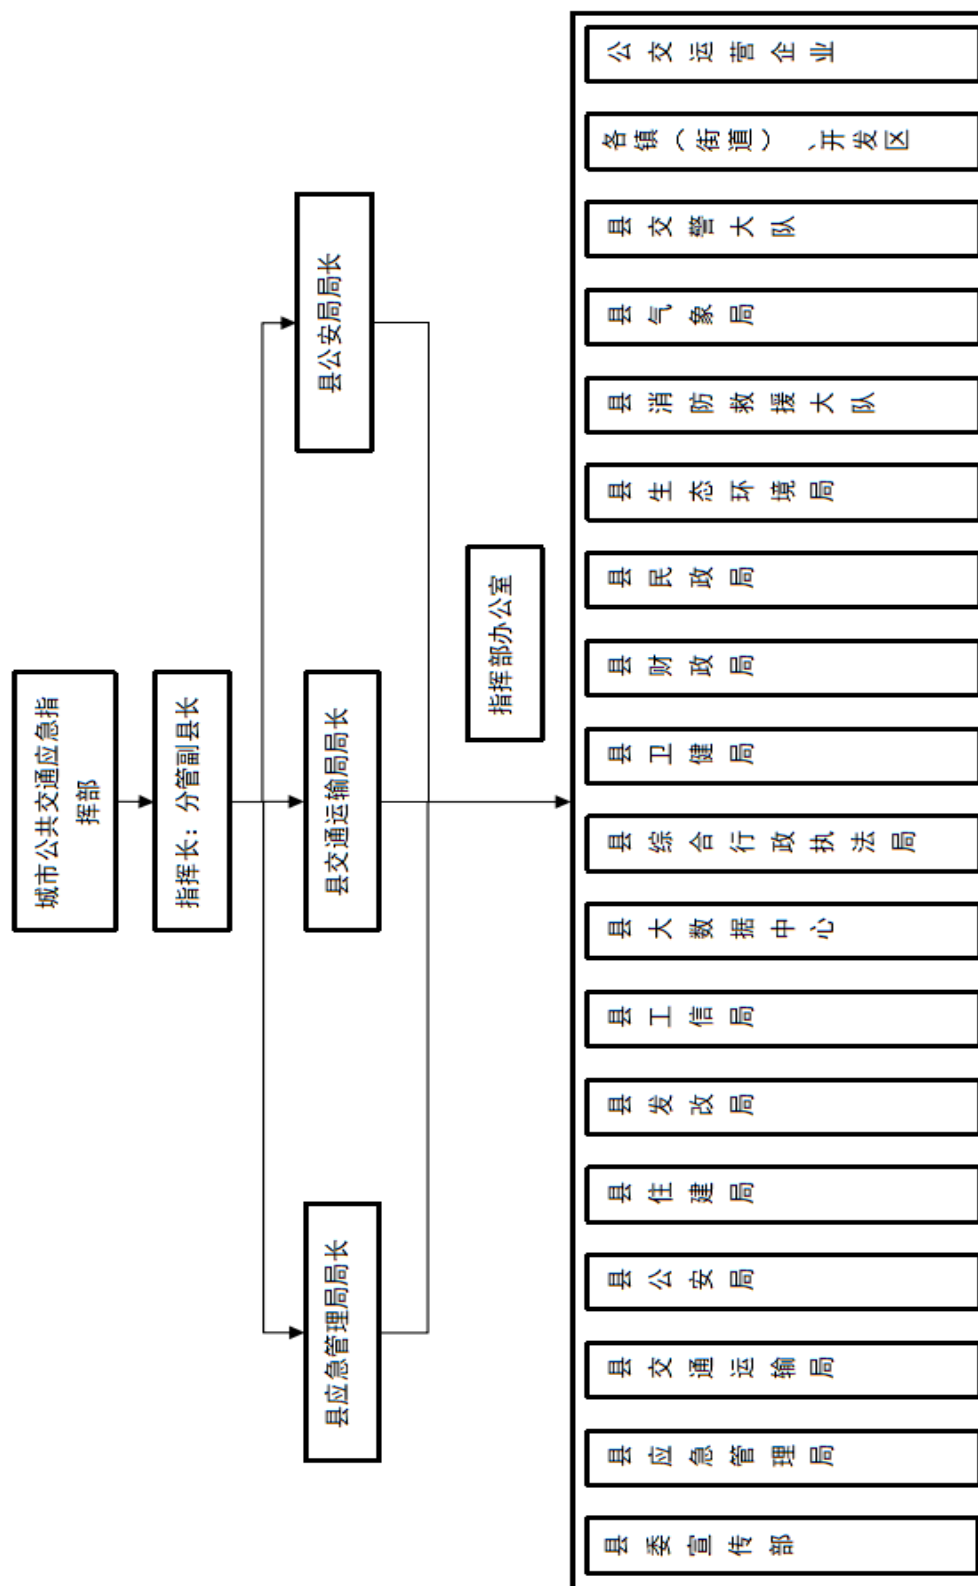 城市公共交通应急指
挥部
指挥长：分管副县长
县应急管理局局长
县交通运输局局长
县公安局局长
指挥部办公室
县委宣传部
县应急管理局
县交通运输局
县公安局
县住建局
县发改局
县工信局
县大数据中心
县综合行政执法局
县卫健局
县财政局
县民政局
县生态环境局
县消防救援大队
县气象局
县交警大队
各镇（街道）、开发区
公交运营企业